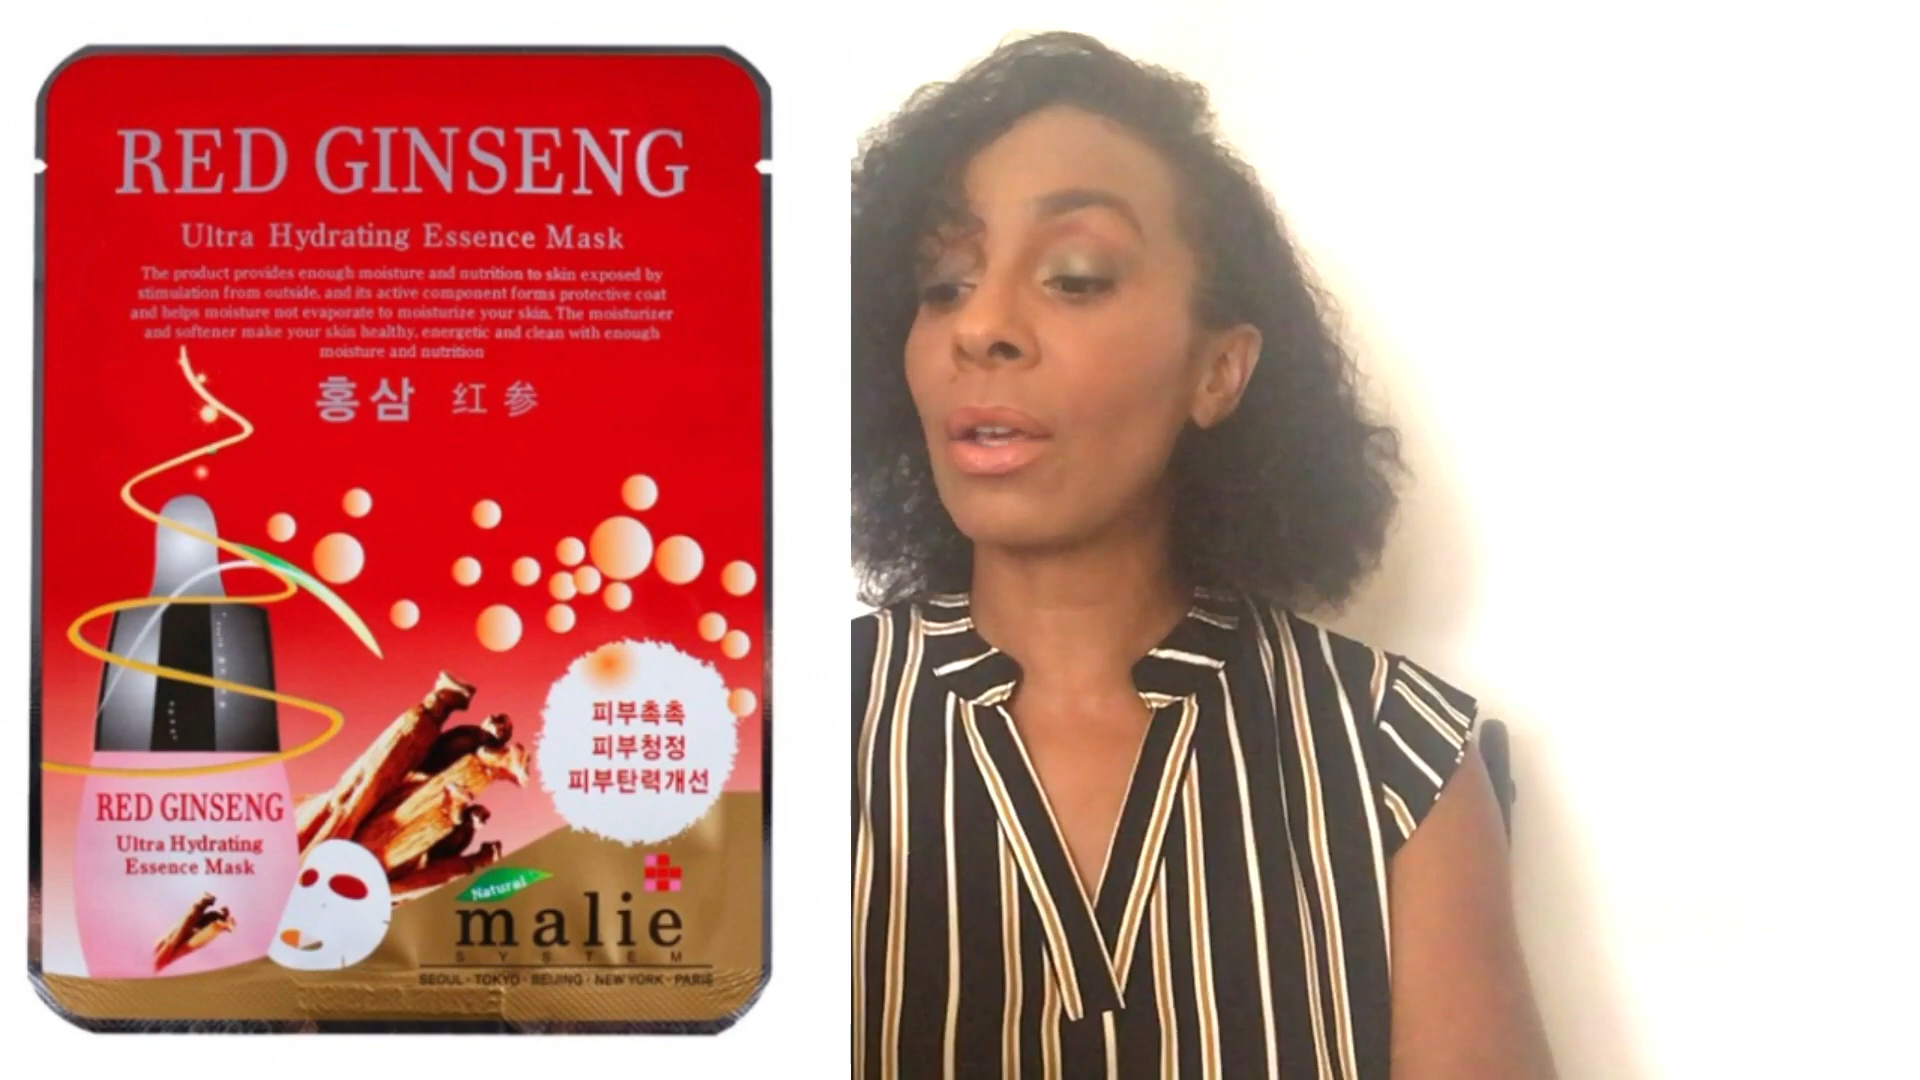 RED GINSENG
Ultra Hydrating Essence Mask
The product provides enough moisture and nutrition to skin exposed by
stimulation from outside, and its active component forms protective coat
and helps moisture not evaporate to moisturize your skin. The moisturizer
and softener make your skin healthy, energetic and clean with enough
moisture and nutrition
홍삼 红参
피부촉촉
피부청정
피부탄력개선
RED GINSENG
Ultra Hydrating
Essence Mask
Natural
malie
SYSTEM
SEOUL · TOKYO · BEIJING · NEW YORK · PARIS